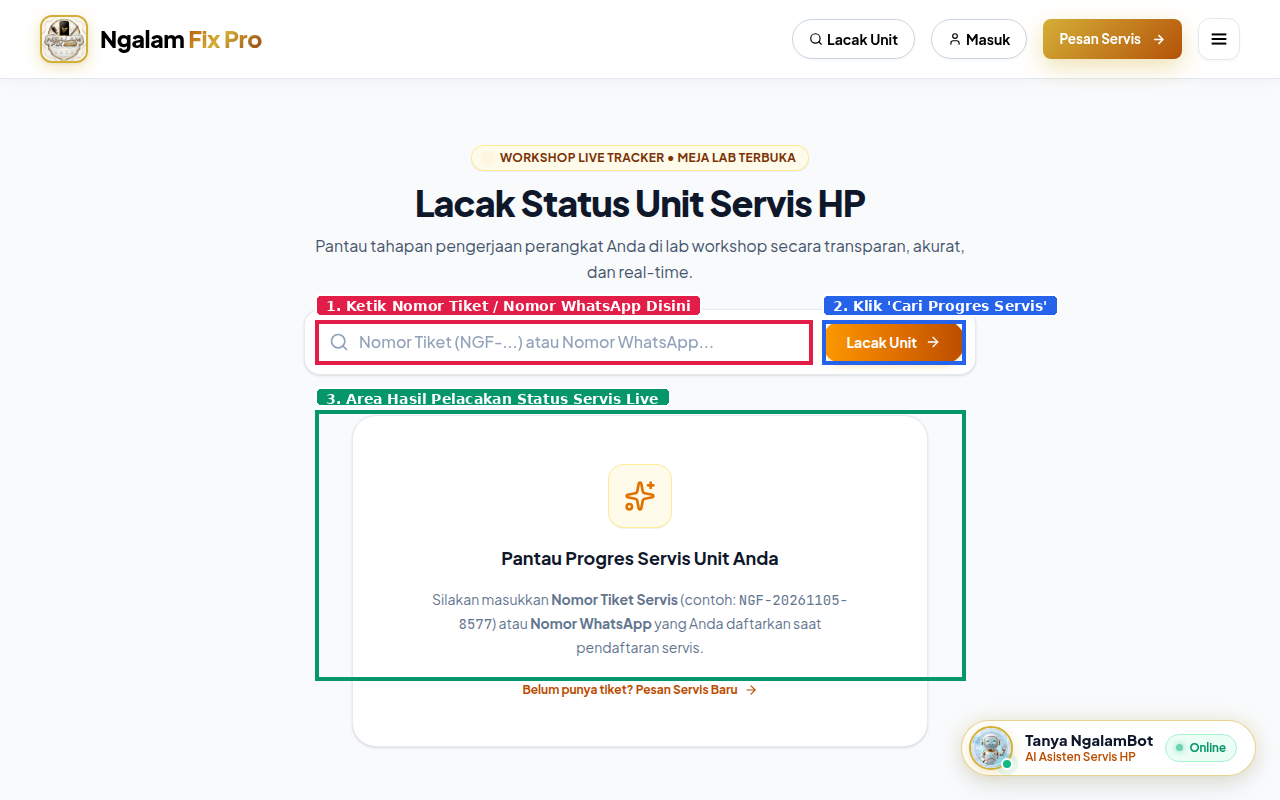 Ngalam Fix Pro
Lacak Unit
Masuk
Pesan Servis
WORKSHOP LIVE TRACKER • MEJA LAB TERBUKA
Lacak Status Unit Servis HP
Pantau tahapan pengerjaan perangkat Anda di lab workshop secara transparan, akurat,
dan real-time.
1. Ketik Nomor Tiket / Nomor WhatsApp Disini
2. Klik 'Cari Progres Servis'
Nomor Tiket (NGF-...) atau Nomor WhatsApp...
Lacak Unit
3. Area Hasil Pelacakan Status Servis Live
Pantau Progres Servis Unit Anda
Silakan masukkan Nomor Tiket Servis (contoh: NGF-20261105-
8577) atau Nomor WhatsApp yang Anda daftarkan saat
pendaftaran servis.
Belum punya tiket? Pesan Servis Baru
Tanya NgalamBot
AI Asisten Servis HP
Online